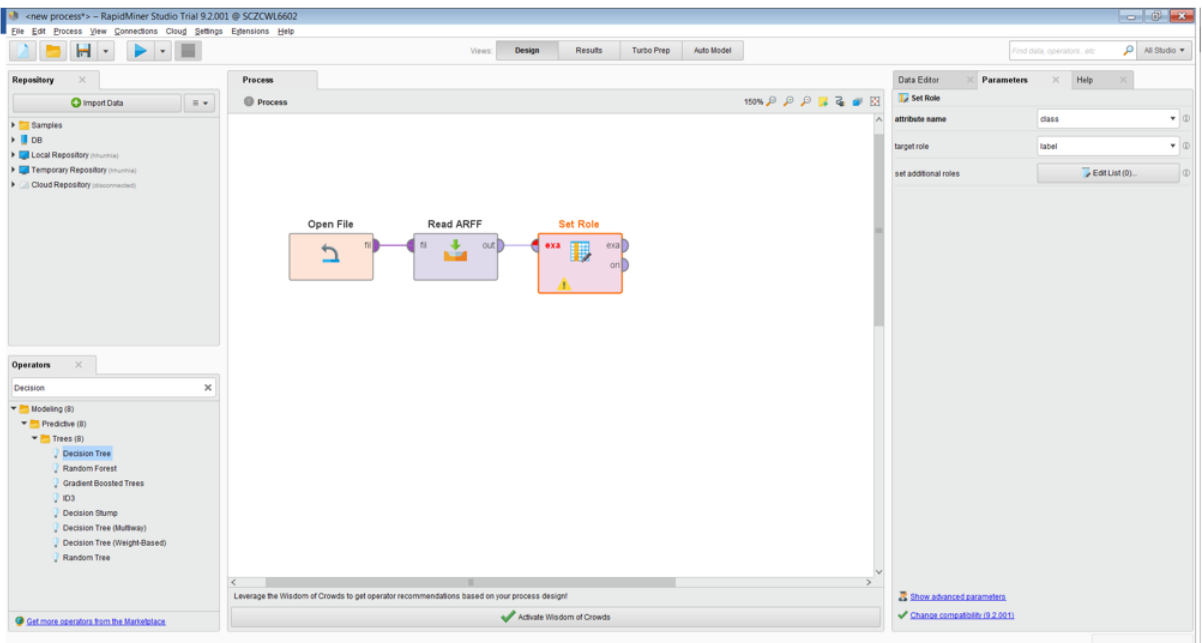 <new process*> – RapidMiner Studio Trial 9.2.001 @ SCZCWL6602
File Edit Process View Connections Cloud Settings Extensions Help
Views: Design Results Turbo Prep Auto Model
Find data, operators...etc
All Studio
Repository
Import Data
Samples
DB
Local Repository (hhunhia)
Temporary Repository (hhunhia)
Cloud Repository (disconnected)
Operators
Decision
Modeling (8)
Predictive (8)
Trees (8)
Decision Tree
Random Forest
Gradient Boosted Trees
ID3
Decision Stump
Decision Tree (Multiway)
Decision Tree (Weight-Based)
Random Tree
Get more operators from the Marketplace
Process
Process
150%
Open File
fil
Read ARFF
fil out
Set Role
exa exa
ori
Leverage the Wisdom of Crowds to get operator recommendations based on your process design!
Activate Wisdom of Crowds
Data Editor Parameters Help
Set Role
attribute name class
target role label
set additional roles Edit List (0)...
Show advanced parameters
Change compatibility (9.2.001)